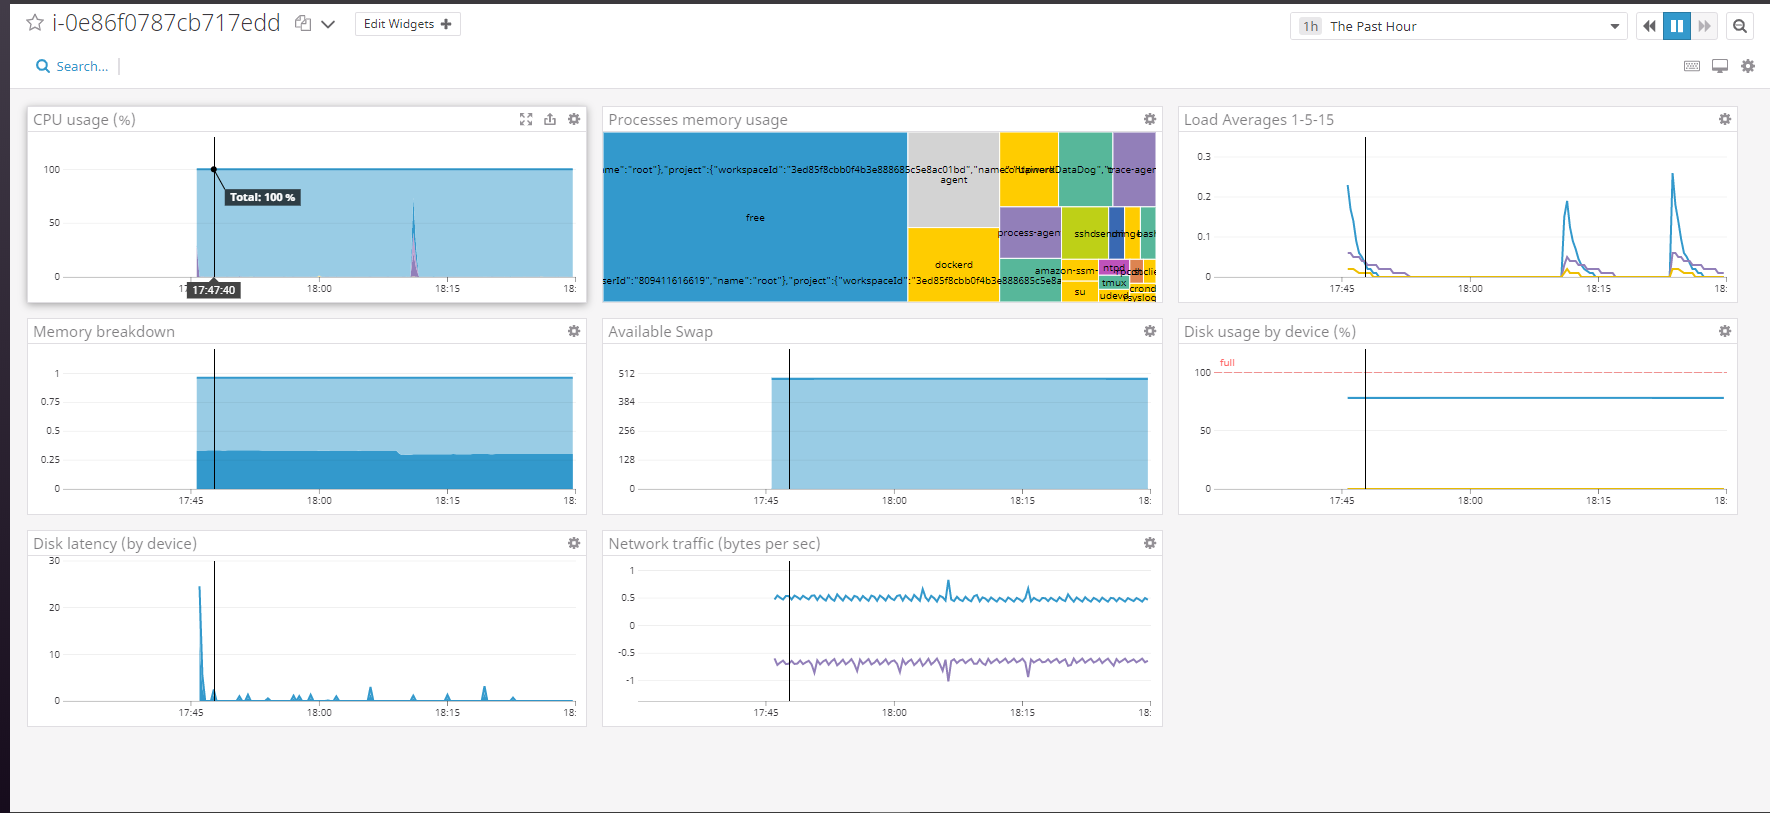 i-0e86f0787cb717edd
Edit Widgets
1h The Past Hour
Search...
CPU usage (%)
100
50
0
Total: 100 %
17:47:40
18:00
18:15
18:
Processes memory usage
me":"root"},"project":{"workspaceId":"3ed85f8cbb0f4b3e888685c5e8ac01bd","name":
agent
DataDog","
trace-agen
free
process-agen
sshd
dockerd
amazon-ssm-
ntpd
tmux
su
udevd
crond
rsyslog
serId":"809411616619","name":"root"},"project":{"workspaceId":"3ed85f8cbb0f4b3e888685c5e8a
Load Averages 1-5-15
0.3
0.2
0.1
0
17:45
18:00
18:15
18:
Memory breakdown
1
0.75
0.5
0.25
0
17:45
18:00
18:15
18:
Available Swap
512
384
256
128
0
17:45
18:00
18:15
18:
Disk usage by device (%)
full
100
50
0
17:45
18:00
18:15
18:
Disk latency (by device)
30
20
10
0
17:45
18:00
18:15
18:
Network traffic (bytes per sec)
1
0.5
0
-0.5
-1
17:45
18:00
18:15
18: